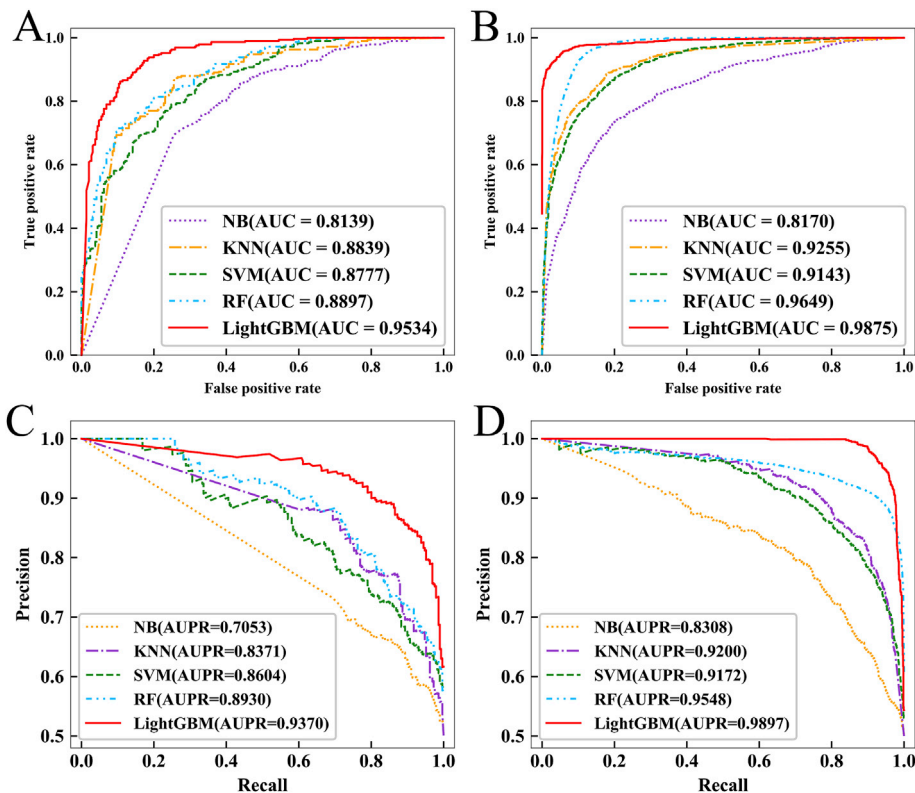 A
1.0
0.8
0.6
0.4
0.2
0.0
True positive rate
NB(AUC = 0.8139)
KNN(AUC = 0.8839)
SVM(AUC = 0.8777)
RF(AUC = 0.8897)
LightGBM(AUC = 0.9534)
0.0 0.2 0.4 0.6 0.8 1.0
False positive rate
B
1.0
0.8
0.6
0.4
0.2
0.0
True positive rate
NB(AUC = 0.8170)
KNN(AUC = 0.9255)
SVM(AUC = 0.9143)
RF(AUC = 0.9649)
LightGBM(AUC = 0.9875)
0.0 0.2 0.4 0.6 0.8 1.0
False positive rate
C
1.0
0.9
0.8
0.7
0.6
0.5
Precision
NB(AUPR=0.7053)
KNN(AUPR=0.8371)
SVM(AUPR=0.8604)
RF(AUPR=0.8930)
LightGBM(AUPR=0.9370)
0.0 0.2 0.4 0.6 0.8 1.0
Recall
D
1.0
0.9
0.8
0.7
0.6
0.5
Precision
NB(AUPR=0.8308)
KNN(AUPR=0.9200)
SVM(AUPR=0.9172)
RF(AUPR=0.9548)
LightGBM(AUPR=0.9897)
0.0 0.2 0.4 0.6 0.8 1.0
Recall